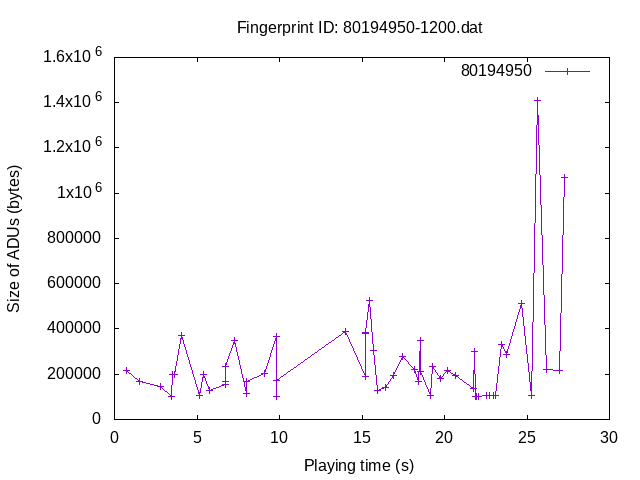 Fingerprint ID: 80194950-1200.dat
80194950
1.6x10^6
1.4x10^6
1.2x10^6
1x10^6
800000
600000
400000
200000
0
Size of ADUs (bytes)
0 5 10 15 20 25 30
Playing time (s)